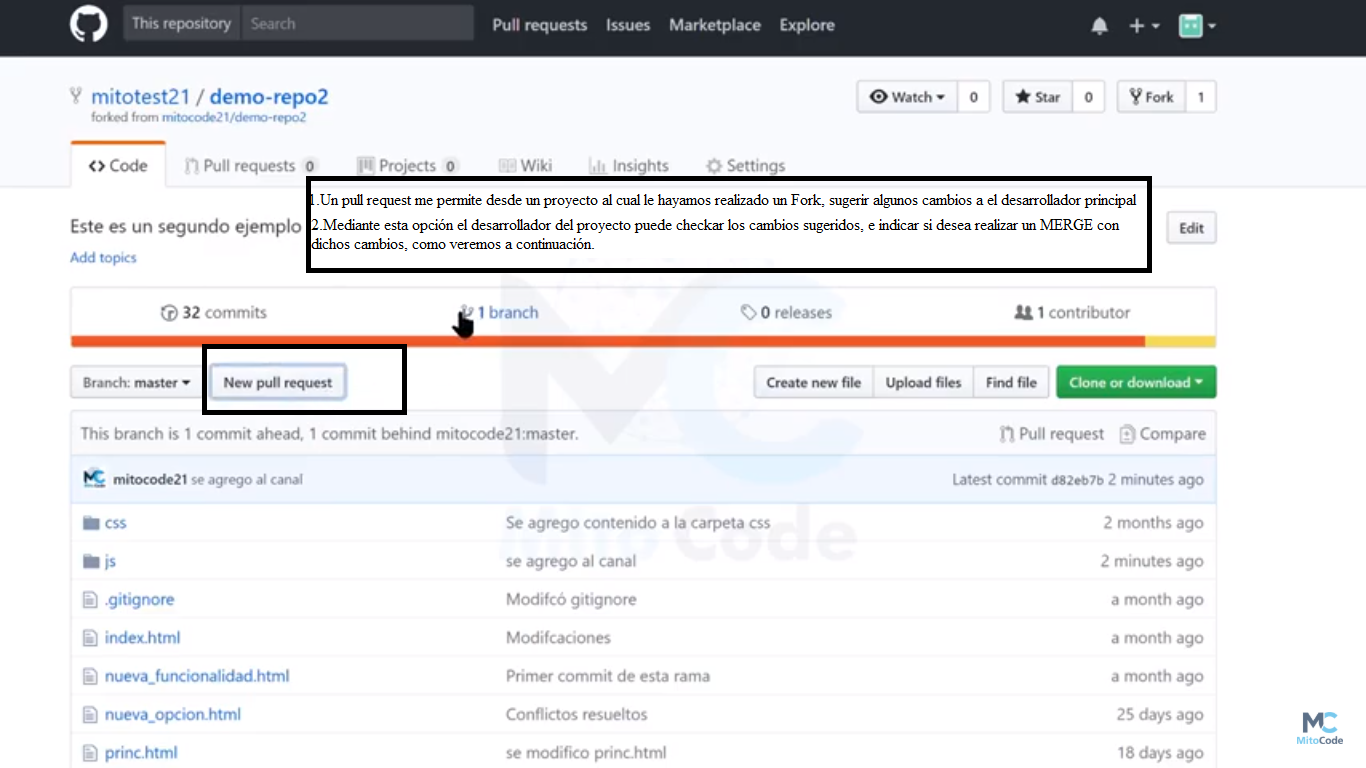 This repository Search Pull requests Issues Marketplace Explore
mitotest21 / demo-repo2 Watch 0 Star 0 Fork 1
forked from mitocode21/demo-repo2
Code Pull requests 0 Projects 0 Wiki Insights Settings
1.Un pull request me permite desde un proyecto al cual le hayamos realizado un Fork, sugerir algunos cambios a el desarrollador principal
2.Mediante esta opción el desarrollador del proyecto puede checkar los cambios sugeridos, e indicar si desea realizar un MERGE con
dichos cambios, como veremos a continuación.
Este es un segundo ejemplo Edit
Add topics
32 commits 1 branch 0 releases 1 contributor
Branch: master New pull request Create new file Upload files Find file Clone or download
This branch is 1 commit ahead, 1 commit behind mitocode21:master. Pull request Compare
mitocode21 se agrego al canal Latest commit d82eb7b 2 minutes ago
css Se agrego contenido a la carpeta css 2 months ago
js se agrego al canal 2 minutes ago
.gitignore Modifcó gitignore a month ago
index.html Modifcaciones a month ago
nueva_funcionalidad.html Primer commit de esta rama a month ago
nueva_opcion.html Conflictos resueltos 25 days ago
princ.html se modifico princ.html 18 days ago
MC
MitoCode
MC
MitoCode